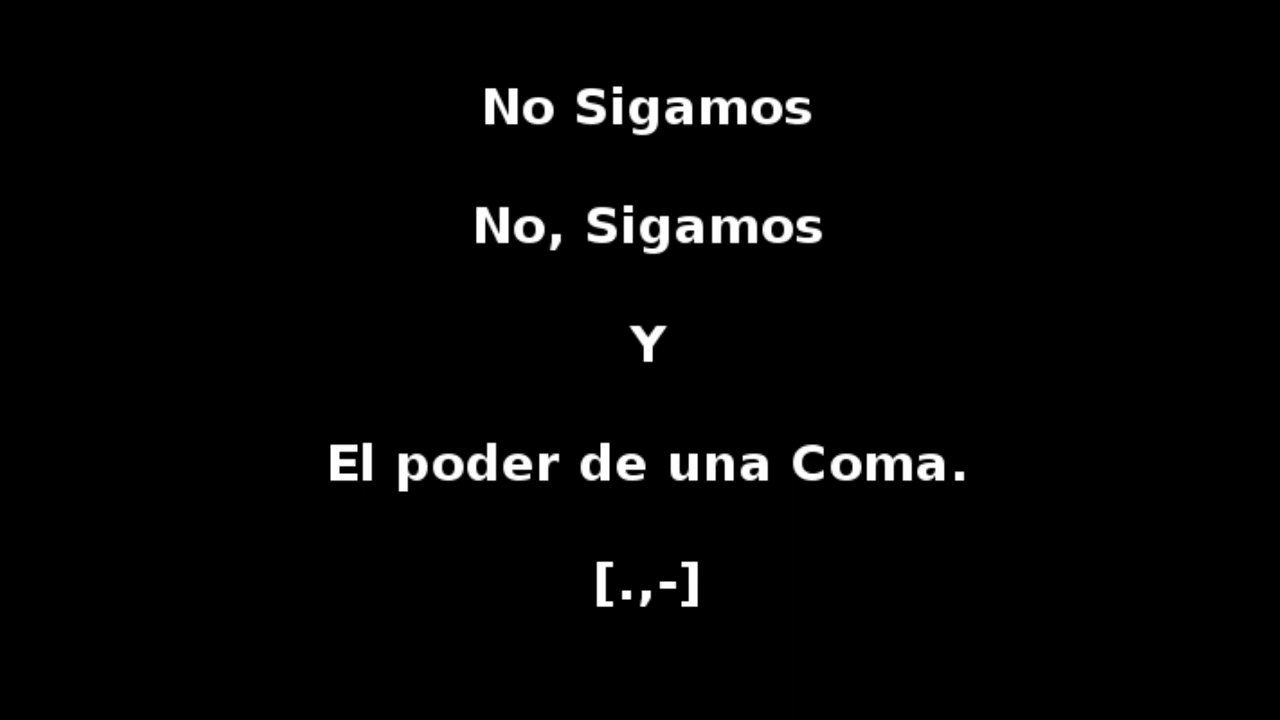 No Sigamos
No, Sigamos
Y
El poder de una Coma.
[.,-]